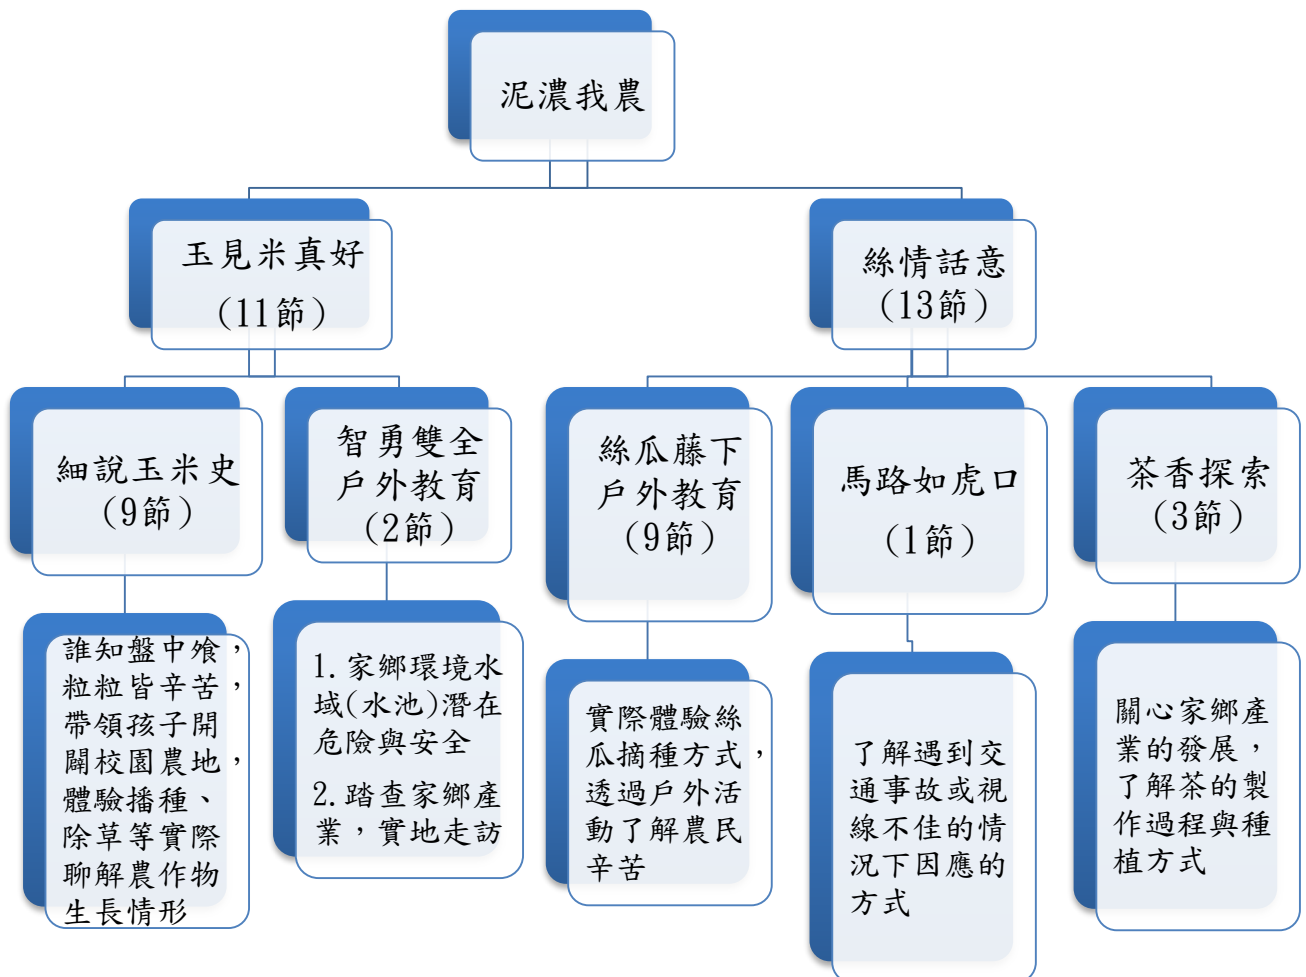 泥濃我農
玉見米真好
(11節)
絲情話意
(13節)
細說玉米史
(9節)
智勇雙全
戶外教育
(2節)
絲瓜藤下
戶外教育
(9節)
馬路如虎口
(1節)
茶香探索
(3節)
誰知盤中飧，
粒粒皆辛苦，
帶領孩子開
闢校園農地，
體驗播種、
除草等實際
聊解農作物
生長情形
1.家鄉環境水
域(水池)潛在
危險與安全
2.踏查家鄉產
業，實地走訪
實際體驗絲
瓜摘種方式，
透過戶外活
動了解農民
辛苦
了解遇到交
通事故或視
線不佳的情
況下因應的
方式
關心家鄉產
業的發展，
了解茶的製
作過程與種
植方式